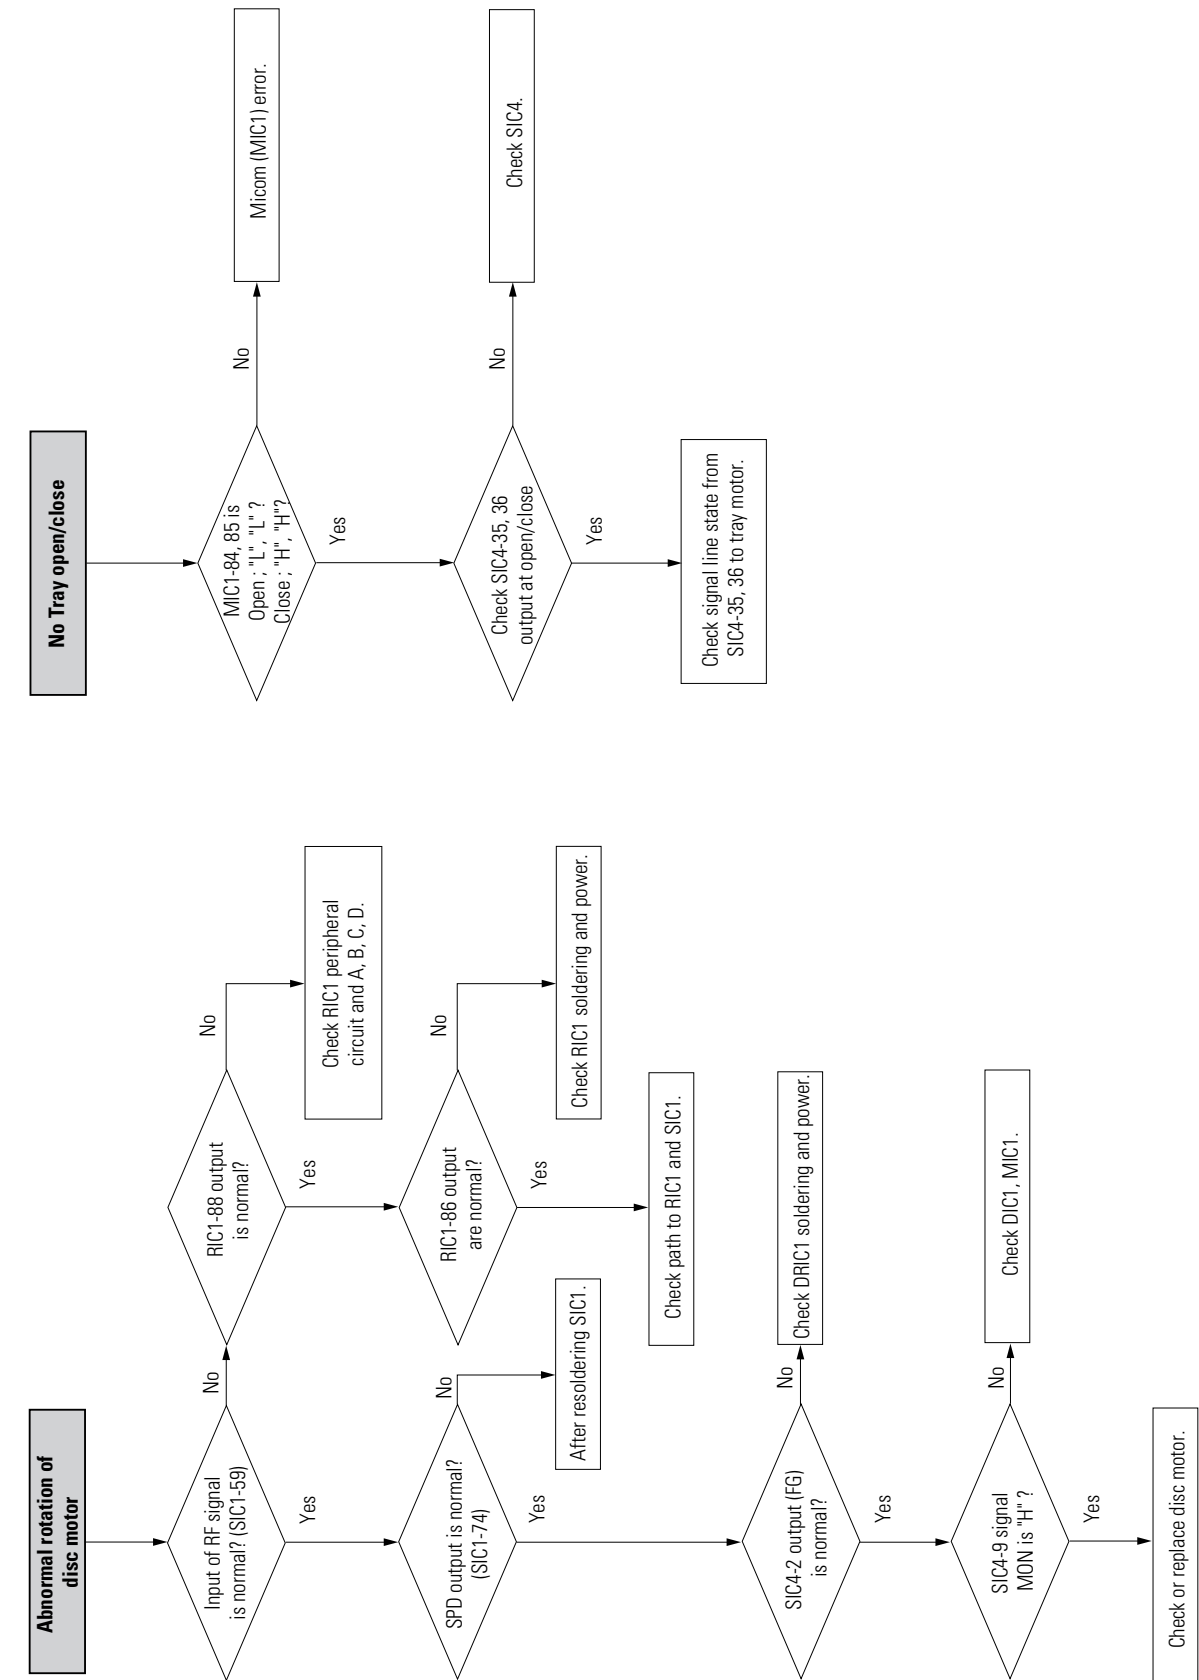 Abnormal rotation of
disc motor
Input of RF signal
is normal? (SIC1-59)
No
Yes
RIC1-88 output
is normal?
No
Yes
Check RIC1 peripheral
circuit and A, B, C, D.
RIC1-86 output
are normal?
No
Yes
Check RIC1 soldering and power.
Check path to RIC1 and SIC1.
SPD output is normal?
(SIC1-74)
No
Yes
After resoldering SIC1.
SIC4-2 output (FG)
is normal?
No
Yes
Check DRIC1 soldering and power.
SIC4-9 signal
MON is "H" ?
No
Yes
Check DIC1, MIC1.
Check or replace disc motor.
No Tray open/close
MIC1-84, 85 is
Open ; "L", "L" ?
Close ; "H", "H"?
No
Yes
Micom (MIC1) error.
Check SIC4-35, 36
output at open/close
No
Yes
Check SIC4.
Check signal line state from
SIC4-35, 36 to tray motor.